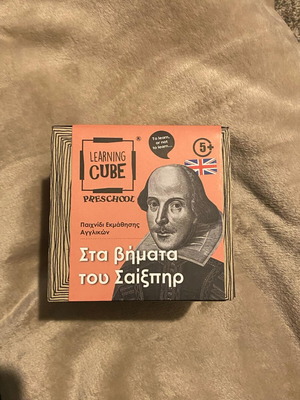 LEARNING
CUBE
®
PRESCHOOL
To learn,
or not
to learn...
5+
Παιχνίδι Εκμάθησης
Αγγλικών
Στα βήματα
του Σαίξπηρ